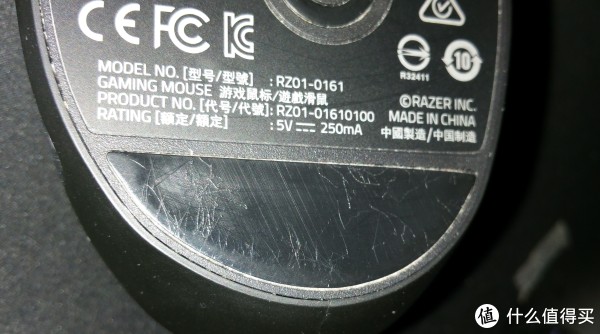 CE FC KC
MODEL NO. [型号/型號] : RZ01-0161
GAMING MOUSE 游戏鼠标/遊戲滑鼠
PRODUCT NO. [代号/代號]: RZ01-01610100
RATING [額定/额定] : 5V⎓250mA
R32411
10
©RAZER INC.
MADE IN CHINA
中國製造/中国制造
值 什么值得买